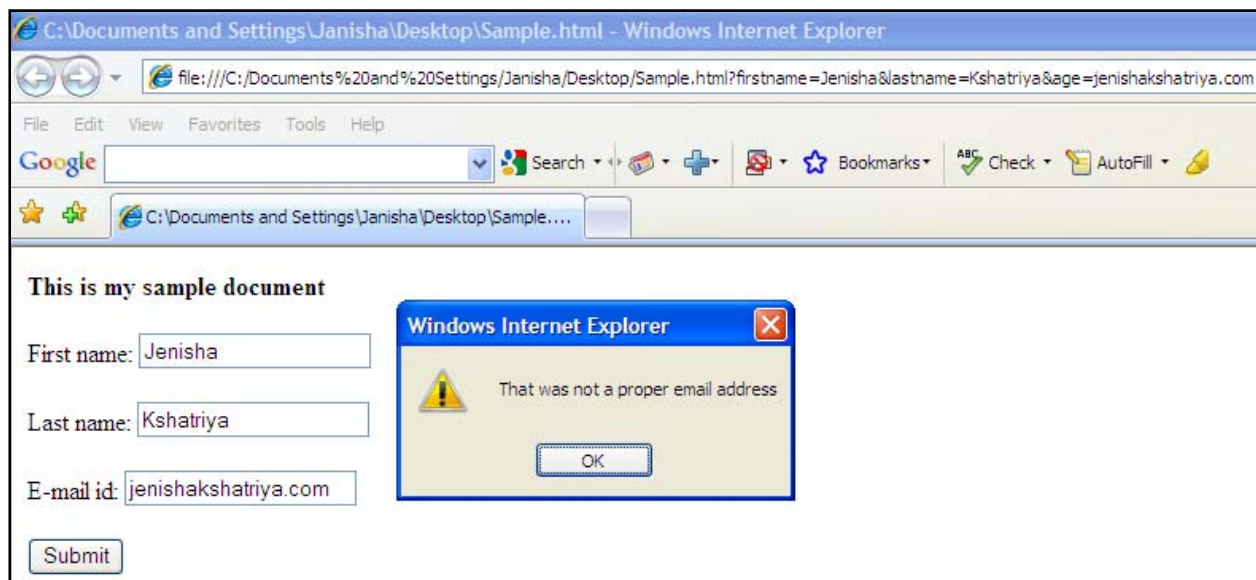 C:\Documents and Settings\Janisha\Desktop\Sample.html - Windows Internet Explorer
file:///C:/Documents%20and%20Settings/Janisha/Desktop/Sample.html?firstname=Jenisha&lastname=Kshatriya&age=jenishakshatriya.com
File Edit View Favorites Tools Help
Google Search Bookmarks ABC Check AutoFill
C:\Documents and Settings\Janisha\Desktop\Sample....
This is my sample document
Windows Internet Explorer
First name: Jenisha
That was not a proper email address
Last name: Kshatriya
OK
E-mail id: jenishakshatriya.com
Submit